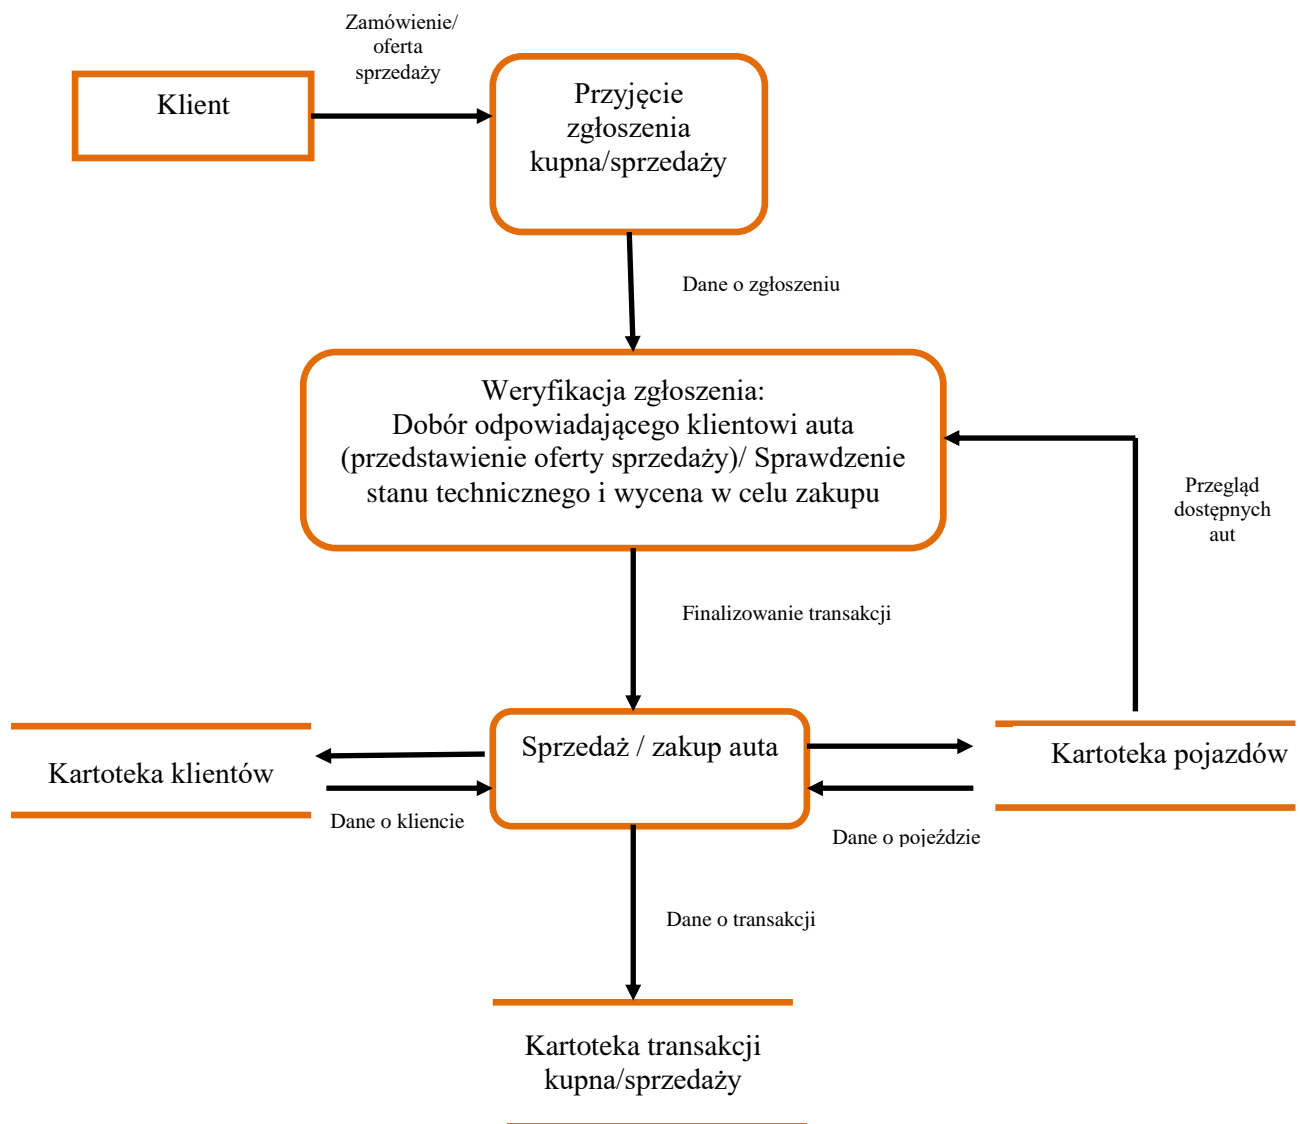 Zamówienie/
oferta
sprzedaży
Klient
Przyjęcie
zgłoszenia
kupna/sprzedaży
Dane o zgłoszeniu
Weryfikacja zgłoszenia:
Dobór odpowiadającego klientowi auta
(przedstawienie oferty sprzedaży)/ Sprawdzenie
stanu technicznego i wycena w celu zakupu
Przegląd
dostępnych
aut
Finalizowanie transakcji
Kartoteka klientów
Sprzedaż / zakup auta
Kartoteka pojazdów
Dane o kliencie
Dane o pojeździe
Dane o transakcji
Kartoteka transakcji
kupna/sprzedaży